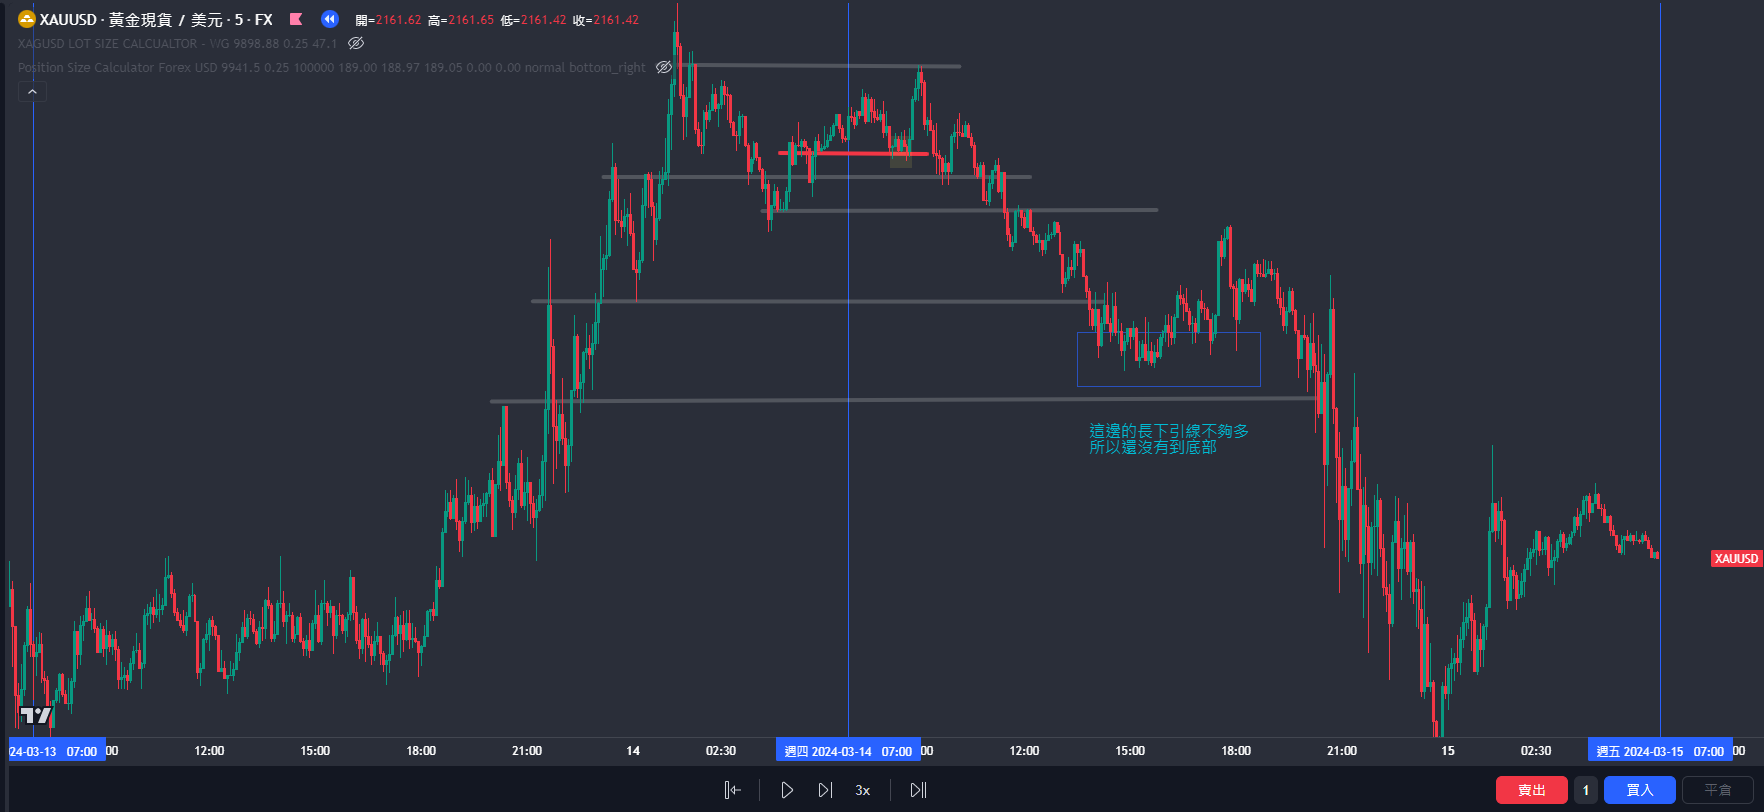 XAUUSD · 黃金現貨 / 美元 · 5 · FX 開=2161.62 高=2161.65 低=2161.42 收=2161.42
XAGUSD LOT SIZE CALCUALTOR - WG 9898.88 0.25 47.1
Position Size Calculator Forex USD 9941.5 0.25 100000 189.00 188.97 189.05 0.00 0.00 normal bottom_right
這邊的長下引線不夠多
所以還沒有到底部
XAUUSD
24-03-13 07:00 :00 12:00 15:00 18:00 21:00 14 02:30 週四 2024-03-14 07:00 00 12:00 15:00 18:00 21:00 15 02:30 週五 2024-03-15 07:00 :00
3x
賣出 1 買入 平倉